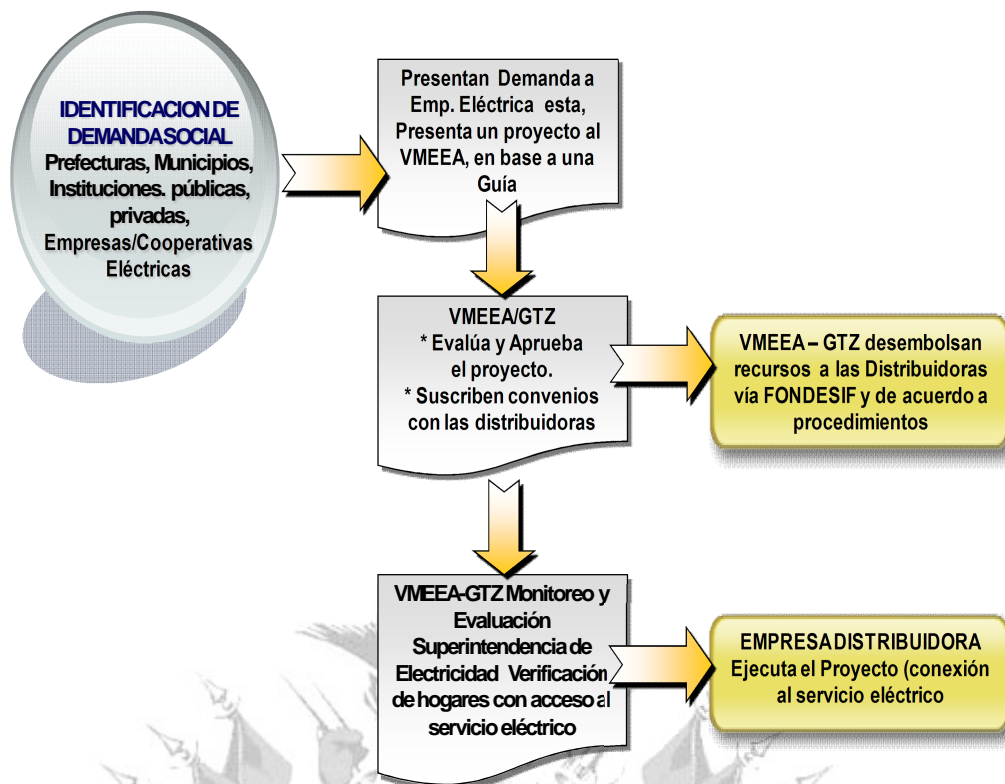 IDENTIFICACION DE
DEMANDA SOCIAL
Prefecturas, Municipios,
Instituciones. públicas,
privadas,
Empresas/Cooperativas
Eléctricas
Presentan Demanda a
Emp. Eléctrica esta,
Presenta un proyecto al
VMEEA, en base a una
Guía
VMEEA/GTZ
* Evalúa y Aprueba
el proyecto.
* Suscriben convenios
con las distribuidoras
VMEEA – GTZ desembolsan
recursos a las Distribuidoras
vía FONDESIF y de acuerdo a
procedimientos
VMEEA-GTZ Monitoreo y
Evaluación
Superintendencia de
Electricidad Verificación
de hogares con acceso al
servicio eléctrico
EMPRESA DISTRIBUIDORA
Ejecuta el Proyecto (conexión
al servicio eléctrico